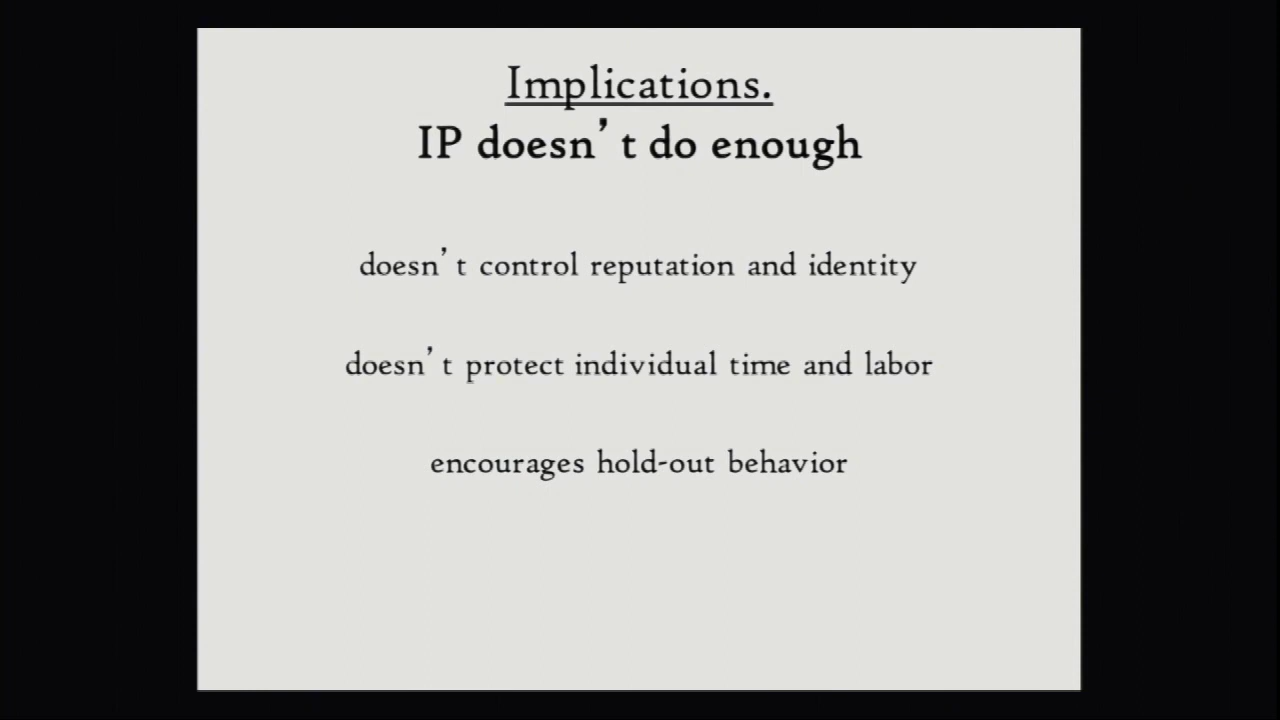 Implications.
IP doesn’t do enough
doesn’t control reputation and identity
doesn’t protect individual time and labor
encourages hold-out behavior